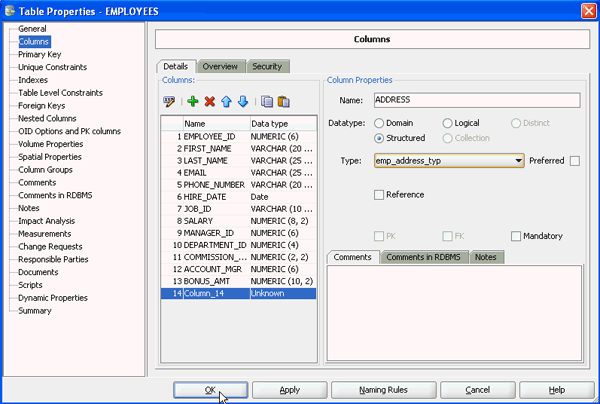 Table Properties - EMPLOYEES
General
Columns
Primary Key
Unique Constraints
Indexes
Table Level Constraints
Foreign Keys
Nested Columns
OID Options and PK columns
Volume Properties
Spatial Properties
Column Groups
Comments
Comments in RDBMS
Notes
Impact Analysis
Measurements
Change Requests
Responsible Parties
Documents
Scripts
Dynamic Properties
Summary
Columns
Details Overview Security
Columns:
Name Data type
1 EMPLOYEE_ID NUMERIC (6)
2 FIRST_NAME VARCHAR (20 ...
3 LAST_NAME VARCHAR (25 ...
4 EMAIL VARCHAR (25 ...
5 PHONE_NUMBER VARCHAR (20 ...
6 HIRE_DATE Date
7 JOB_ID VARCHAR (10 ...
8 SALARY NUMERIC (8, 2)
9 MANAGER_ID NUMERIC (6)
10 DEPARTMENT_ID NUMERIC (4)
11 COMMISSION_... NUMERIC (2, 2)
12 ACCOUNT_MGR NUMERIC (6)
13 BONUS_AMT NUMERIC (10, 2)
14 Column_14 Unknown
Column Properties
Name: ADDRESS
Datatype: Domain Logical Distinct
Structured Collection
Type: emp_address_typ Preferred
Reference
PK FK Mandatory
Comments Comments in RDBMS Notes
OK Apply Naming Rules Cancel Help